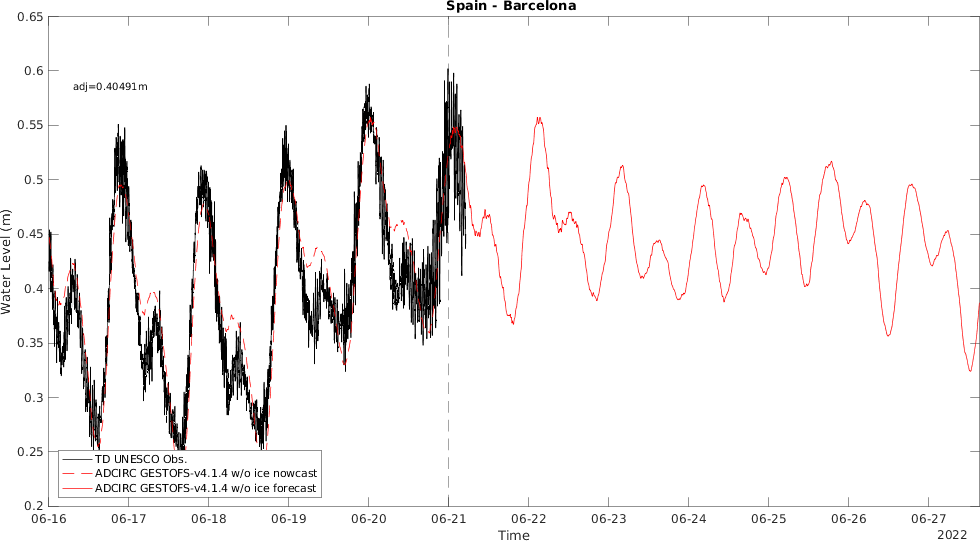 Spain - Barcelona
0.65
0.6
adj=0.40491m
0.55
0.5
0.45
0.4
0.35
0.3
0.25
0.2
Water Level (m)
TD UNESCO Obs.
ADCIRC GESTOFS-v4.1.4 w/o ice nowcast
ADCIRC GESTOFS-v4.1.4 w/o ice forecast
06-16 06-17 06-18 06-19 06-20 06-21 06-22 06-23 06-24 06-25 06-26 06-27
Time
2022